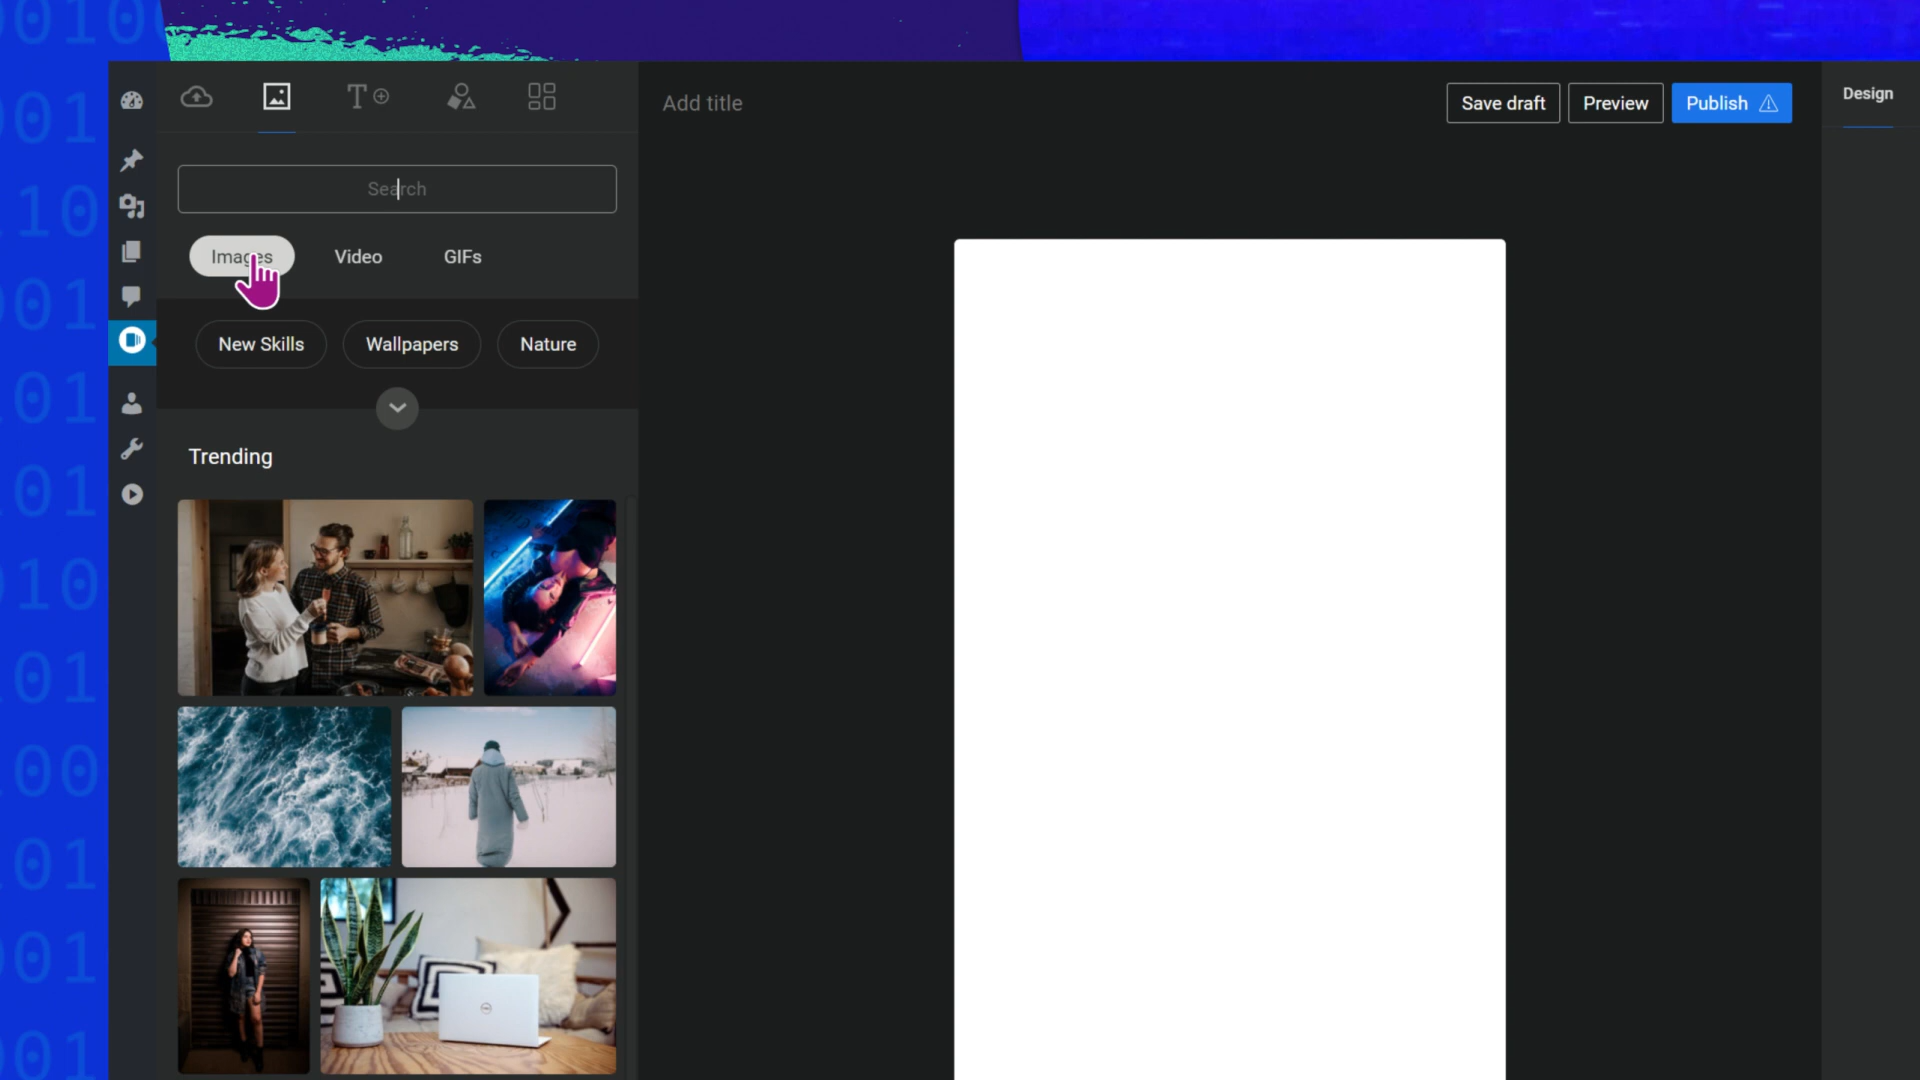 Add title
Save draft
Preview
Publish
Design
Search
Images
Video
GIFs
New Skills
Wallpapers
Nature
Trending